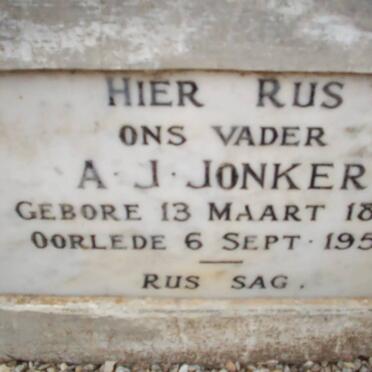 HIER RUS
ONS VADER
A. J. JONKER
GEBORE 13 MAART 18
OORLEDE 6 SEPT. 195
RUS SAG.